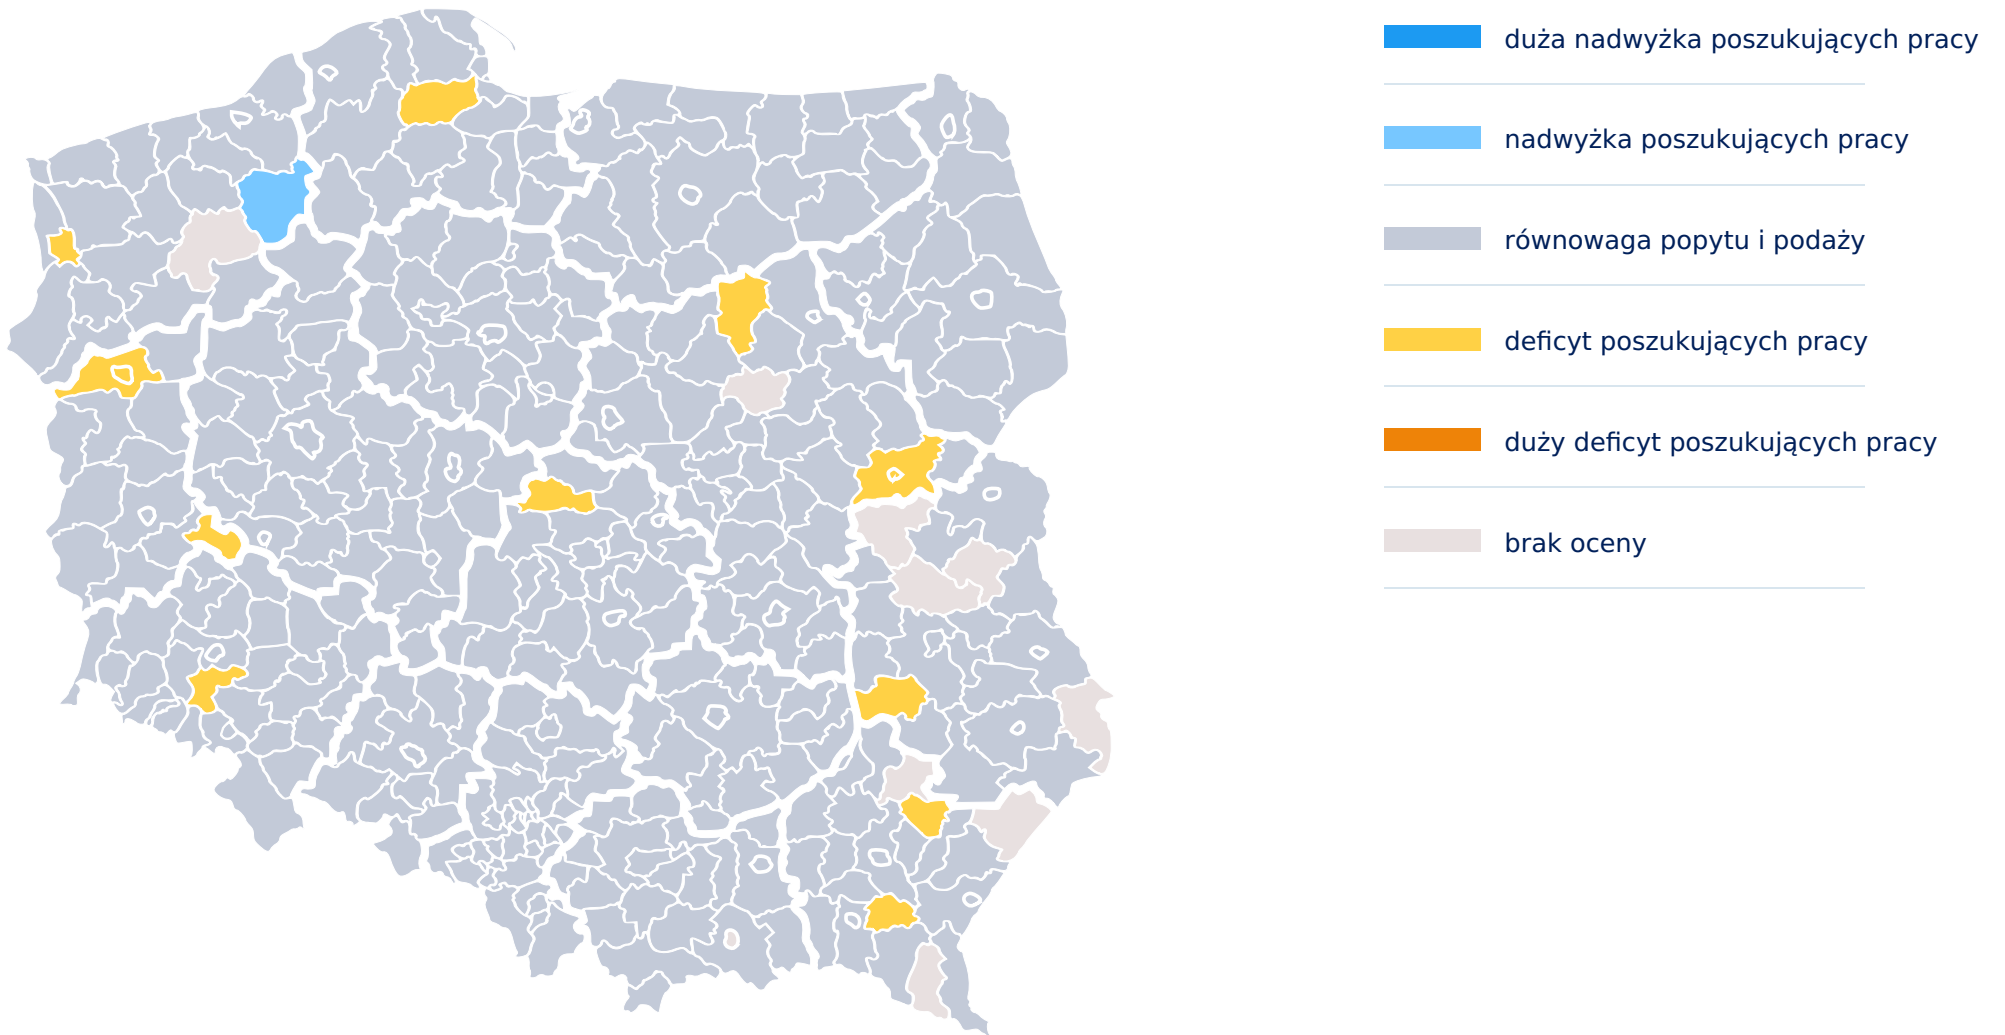 duża nadwyżka poszukujących pracy
nadwyżka poszukujących pracy
równowaga popytu i podaży
deficyt poszukujących pracy
duży deficyt poszukujących pracy
brak oceny